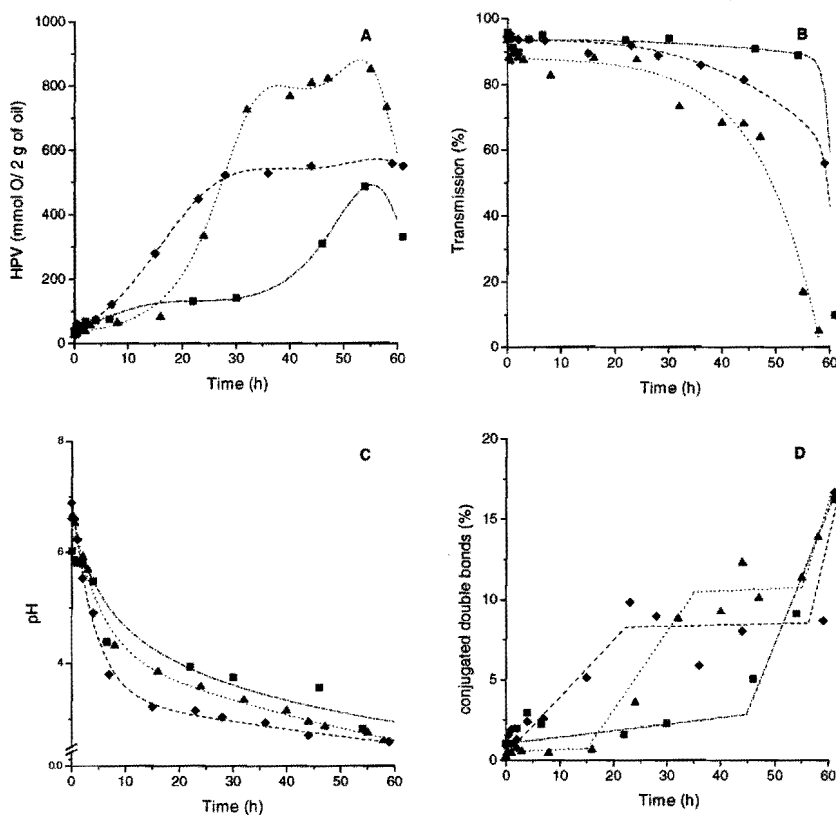 A
HPV (mmol O/ 2 g of oil)
1000
800
600
400
200
0
0 10 20 30 40 50 60
Time (h)
B
Transmission (%)
100
80
60
40
20
0
0 10 20 30 40 50 60
Time (h)
C
pH
8
6
4
0.0
0 10 20 30 40 50 60
Time (h)
D
conjugated double bonds (%)
20
15
10
5
0
0 10 20 30 40 50 60
Time (h)